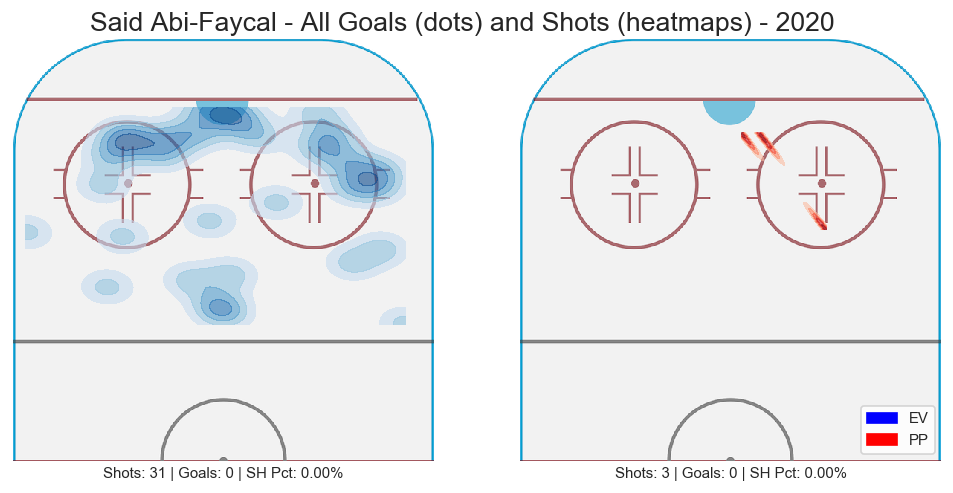 Said Abi-Faycal - All Goals (dots) and Shots (heatmaps) - 2020
EV
PP
Shots: 31 | Goals: 0 | SH Pct: 0.00%
Shots: 3 | Goals: 0 | SH Pct: 0.00%